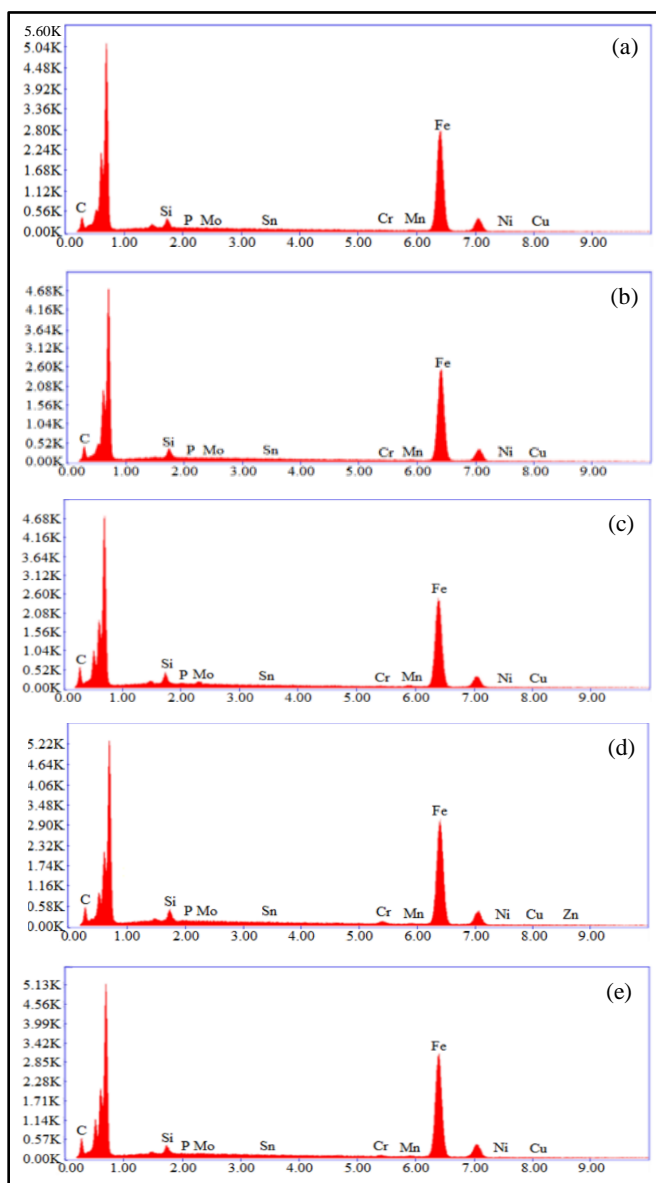 5.60K
(a)
5.04K
4.48K
3.92K
3.36K
2.80K
Fe
2.24K
1.68K
1.12K
0.56K
C Si P Mo Sn Cr Mn Ni Cu
0.00K
0.00 1.00 2.00 3.00 4.00 5.00 6.00 7.00 8.00 9.00
4.68K
(b)
4.16K
3.64K
3.12K
2.60K
Fe
2.08K
1.56K
1.04K
0.52K
C Si P Mo Sn Cr Mn Ni Cu
0.00K
0.00 1.00 2.00 3.00 4.00 5.00 6.00 7.00 8.00 9.00
4.68K
(c)
4.16K
3.64K
3.12K
2.60K
Fe
2.08K
1.56K
1.04K
0.52K
C Si P Mo Sn Cr Mn Ni Cu
0.00K
0.00 1.00 2.00 3.00 4.00 5.00 6.00 7.00 8.00 9.00
(d)
5.22K
4.64K
4.06K
3.48K
Fe
2.90K
2.32K
1.74K
1.16K
0.58K
C Si P Mo Sn Cr Mn Ni Cu Zn
0.00K
0.00 1.00 2.00 3.00 4.00 5.00 6.00 7.00 8.00 9.00
5.13K
(e)
4.56K
3.99K
3.42K
Fe
2.85K
2.28K
1.71K
1.14K
0.57K
C Si P Mo Sn Cr Mn Ni Cu
0.00K
0.00 1.00 2.00 3.00 4.00 5.00 6.00 7.00 8.00 9.00